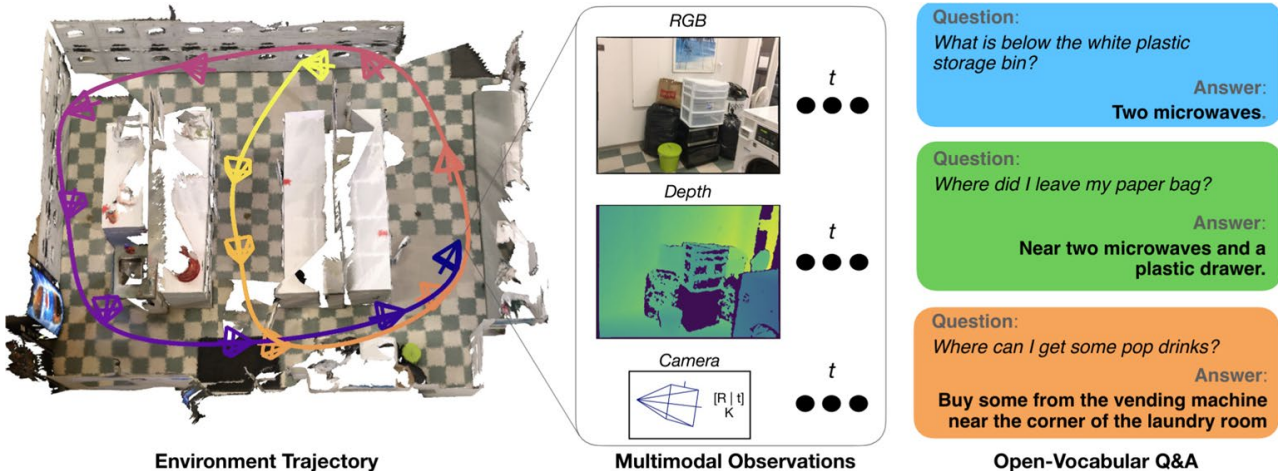 RGB
t
Depth
t
Camera
[R | t]
K
t
Question:
What is below the white plastic
storage bin?
Answer:
Two microwaves.
Question:
Where did I leave my paper bag?
Answer:
Near two microwaves and a
plastic drawer.
Question:
Where can I get some pop drinks?
Answer:
Buy some from the vending machine
near the corner of the laundry room
Environment Trajectory
Multimodal Observations
Open-Vocabular Q&A